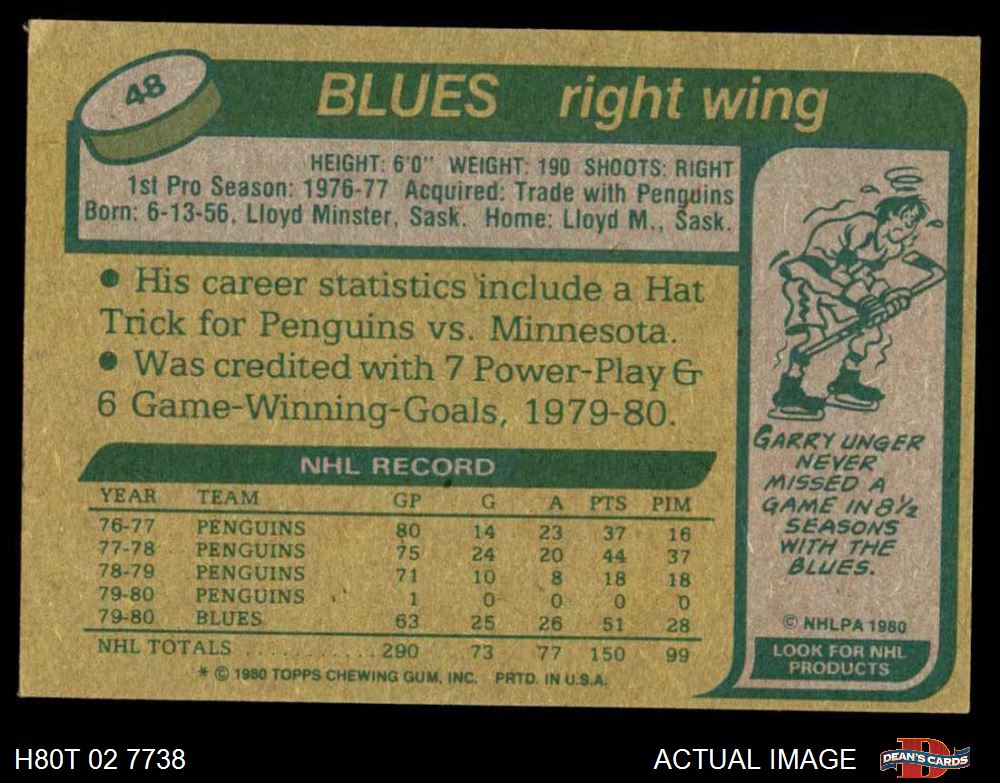 48
BLUES right wing
HEIGHT: 6'0" WEIGHT: 190 SHOOTS: RIGHT
1st Pro Season: 1976-77 Acquired: Trade with Penguins
Born: 6-13-56, Lloyd Minster, Sask. Home: Lloyd M., Sask.
• His career statistics include a Hat
Trick for Penguins vs. Minnesota.
• Was credited with 7 Power-Play &
6 Game-Winning-Goals, 1979-80.
NHL RECORD
YEAR TEAM GP G A PTS PIM
76-77 PENGUINS 80 14 23 37 16
77-78 PENGUINS 75 24 20 44 37
78-79 PENGUINS 71 10 8 18 18
79-80 PENGUINS 1 0 0 0 0
79-80 BLUES 63 25 26 51 28
NHL TOTALS ............ 290 73 77 150 99
* © 1980 TOPPS CHEWING GUM, INC. PRTD. IN U.S.A.
GARRY UNGER
NEVER
MISSED A
GAME IN 8½
SEASONS
WITH THE
BLUES.
© NHLPA 1980
LOOK FOR NHL
PRODUCTS
H80T 02 7738
ACTUAL IMAGE
DEAN'S CARDS